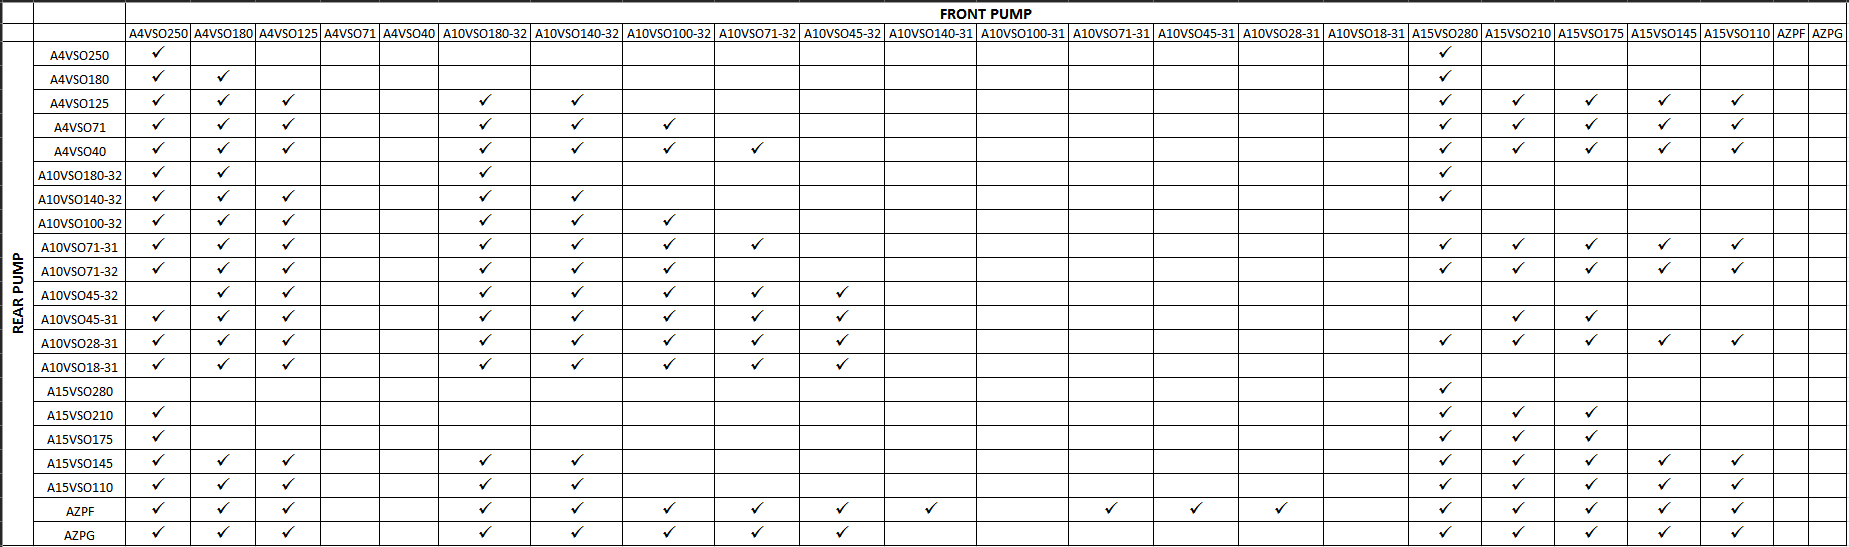 FRONT PUMP
A4VSO250 A4VSO180 A4VSO125 A4VSO71 A4VSO40 A10VSO180-32 A10VSO140-32 A10VSO100-32 A10VSO71-32 A10VSO45-32 A10VSO140-31 A10VSO100-31 A10VSO71-31 A10VSO45-31 A10VSO28-31 A10VSO18-31 A15VSO280 A15VSO210 A15VSO175 A15VSO145 A15VSO110 AZPF AZPG
REAR PUMP
A4VSO250 ✓ ✓
A4VSO180 ✓ ✓ ✓
A4VSO125 ✓ ✓ ✓ ✓ ✓ ✓ ✓ ✓ ✓ ✓
A4VSO71 ✓ ✓ ✓ ✓ ✓ ✓ ✓ ✓ ✓ ✓ ✓
A4VSO40 ✓ ✓ ✓ ✓ ✓ ✓ ✓ ✓ ✓ ✓ ✓ ✓
A10VSO180-32 ✓ ✓ ✓ ✓
A10VSO140-32 ✓ ✓ ✓ ✓ ✓ ✓
A10VSO100-32 ✓ ✓ ✓ ✓ ✓ ✓
A10VSO71-31 ✓ ✓ ✓ ✓ ✓ ✓ ✓ ✓ ✓ ✓ ✓ ✓
A10VSO71-32 ✓ ✓ ✓ ✓ ✓ ✓ ✓ ✓ ✓ ✓ ✓
A10VSO45-32 ✓ ✓ ✓ ✓ ✓ ✓ ✓
A10VSO45-31 ✓ ✓ ✓ ✓ ✓ ✓ ✓ ✓ ✓ ✓
A10VSO28-31 ✓ ✓ ✓ ✓ ✓ ✓ ✓ ✓ ✓ ✓ ✓ ✓ ✓
A10VSO18-31 ✓ ✓ ✓ ✓ ✓ ✓ ✓ ✓
A15VSO280 ✓
A15VSO210 ✓ ✓ ✓ ✓
A15VSO175 ✓ ✓ ✓ ✓
A15VSO145 ✓ ✓ ✓ ✓ ✓ ✓ ✓ ✓ ✓ ✓
A15VSO110 ✓ ✓ ✓ ✓ ✓ ✓ ✓ ✓ ✓ ✓
AZPF ✓ ✓ ✓ ✓ ✓ ✓ ✓ ✓ ✓ ✓ ✓ ✓ ✓ ✓ ✓ ✓ ✓
AZPG ✓ ✓ ✓ ✓ ✓ ✓ ✓ ✓ ✓ ✓ ✓ ✓ ✓